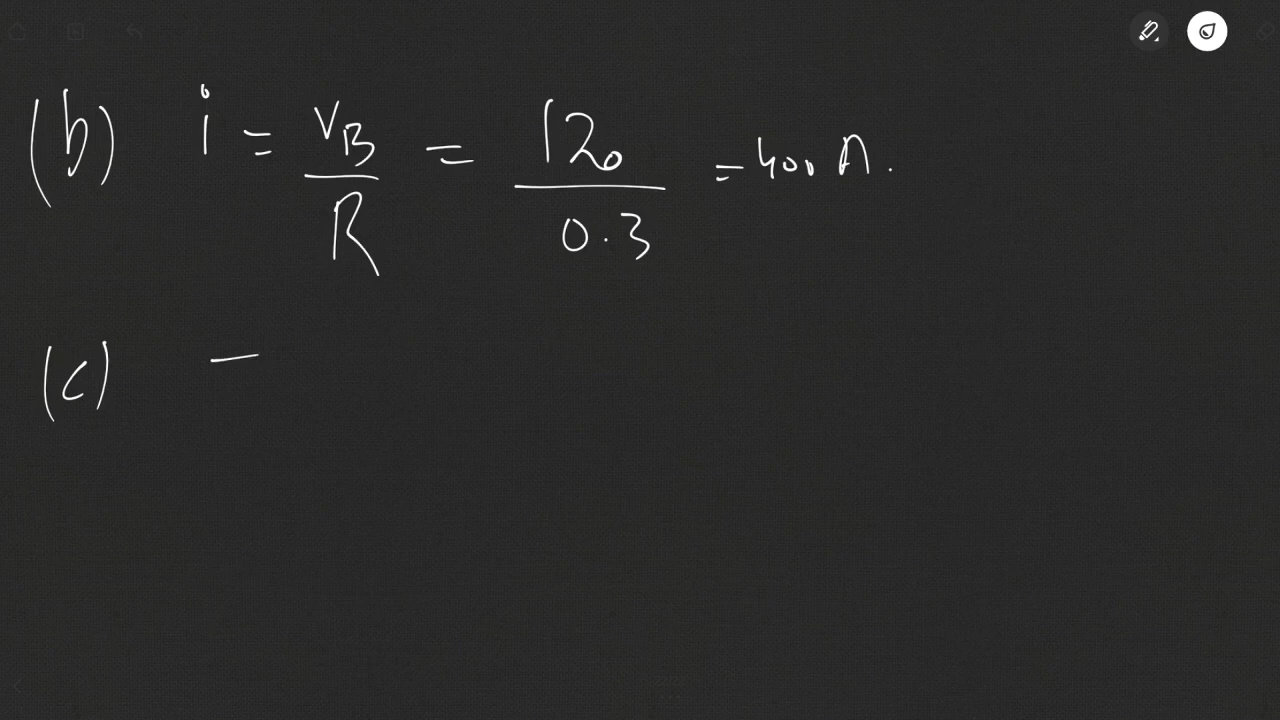 (b) i = V_B / R = 120 / 0.3 = 400 A.
(c) —